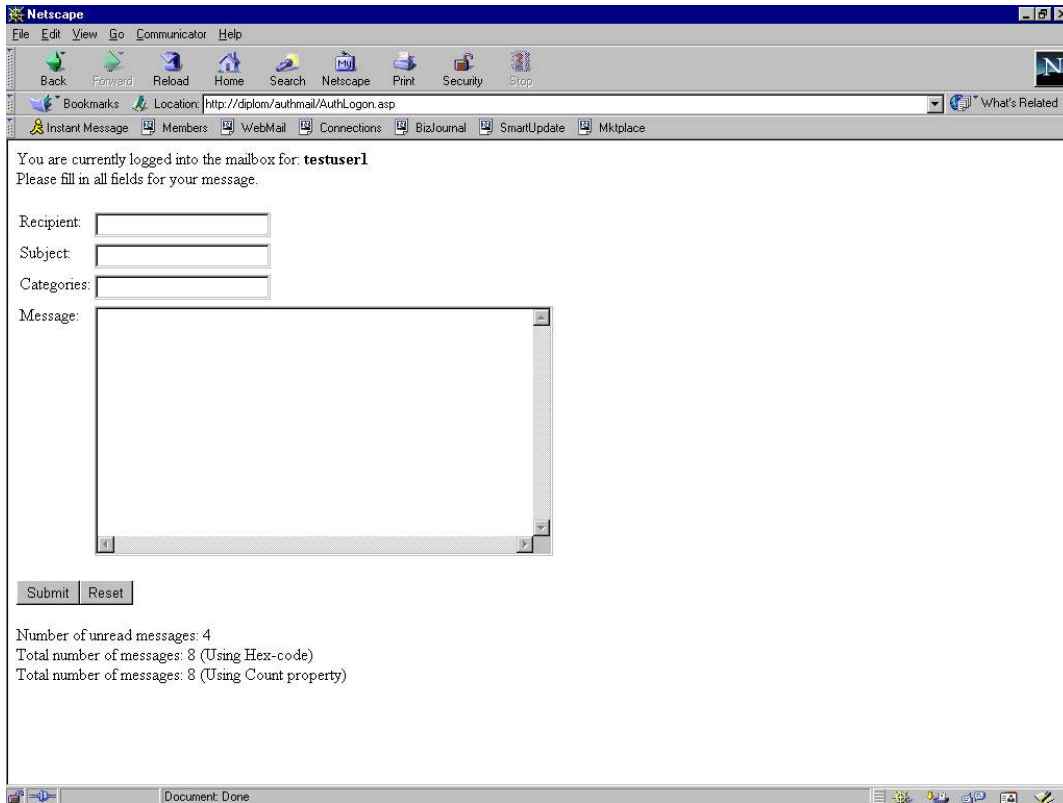 Netscape
File Edit View Go Communicator Help
Back Forward Reload Home Search Netscape Print Security Stop
Bookmarks Location: http://diplom/authmail/AuthLogon.asp What's Related
Instant Message Members WebMail Connections BizJournal SmartUpdate Mktplace
You are currently logged into the mailbox for: testuser1
Please fill in all fields for your message.
Recipient:
Subject:
Categories:
Message:
Submit Reset
Number of unread messages: 4
Total number of messages: 8 (Using Hex-code)
Total number of messages: 8 (Using Count property)
Document: Done